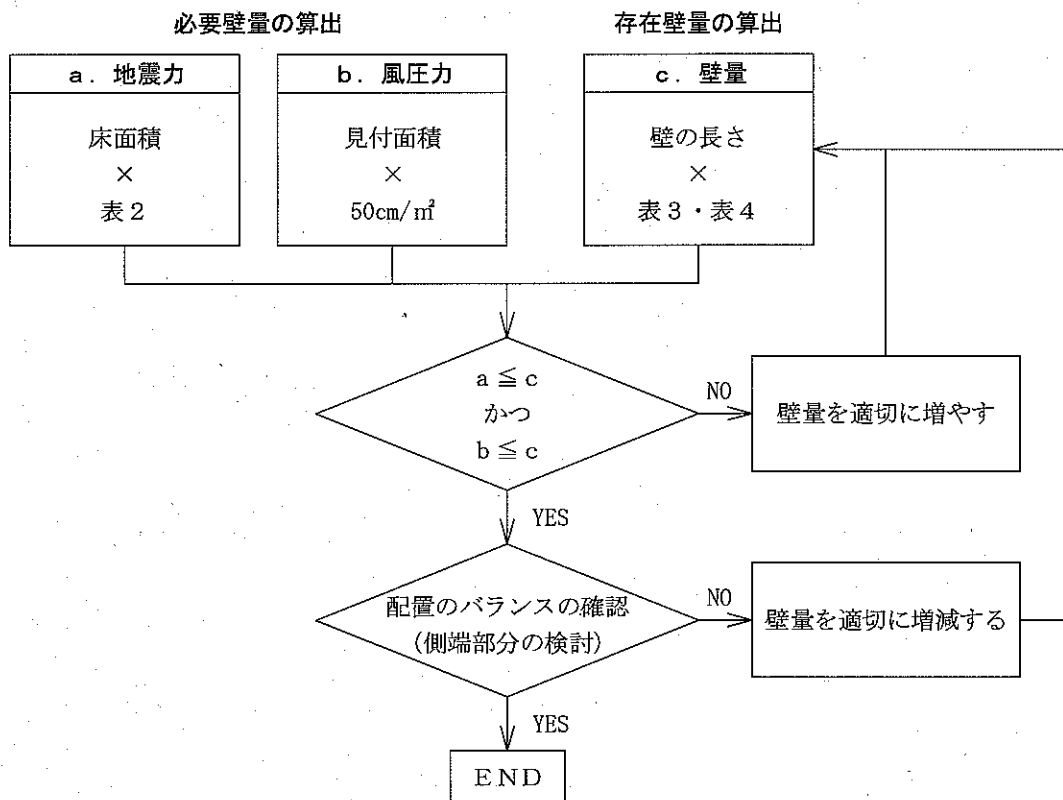 必要壁量の算出
存在壁量の算出
a．地震力
床面積
×
表２
b．風圧力
見付面積
×
50cm/㎡
c．壁量
壁の長さ
×
表３・表４
a≦c
かつ
b≦c
NO
壁量を適切に増やす
YES
配置のバランスの確認
(側端部分の検討)
NO
壁量を適切に増減する
YES
END